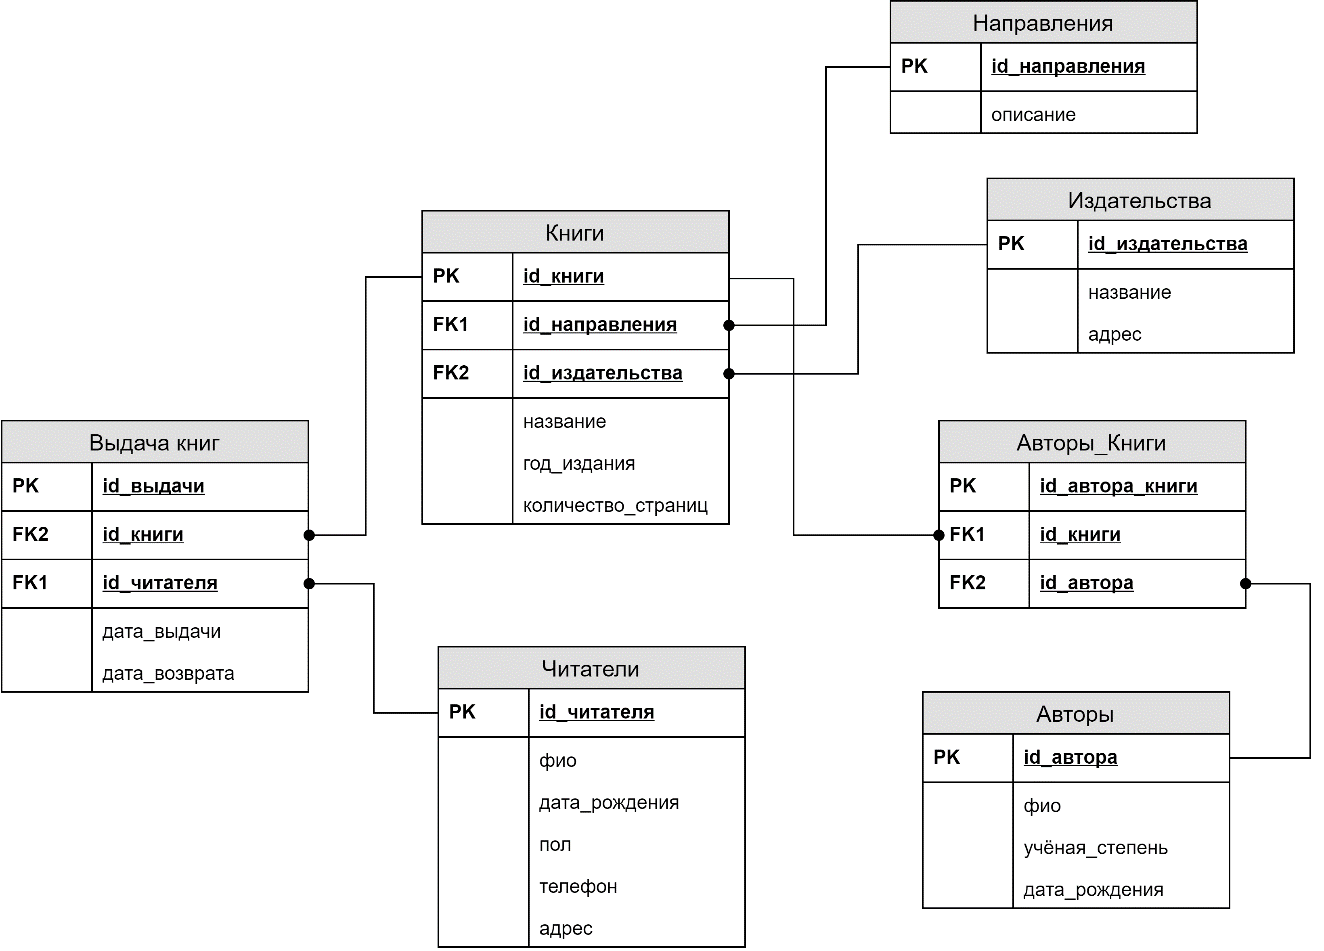 Направления
PK id_направления
описание
Издательства
PK id_издательства
название
адрес
Книги
PK id_книги
FK1 id_направления
FK2 id_издательства
название
год_издания
количество_страниц
Выдача книг
PK id_выдачи
FK2 id_книги
FK1 id_читателя
дата_выдачи
дата_возврата
Авторы_Книги
PK id_автора_книги
FK1 id_книги
FK2 id_автора
Читатели
PK id_читателя
фио
дата_рождения
пол
телефон
адрес
Авторы
PK id_автора
фио
учёная_степень
дата_рождения